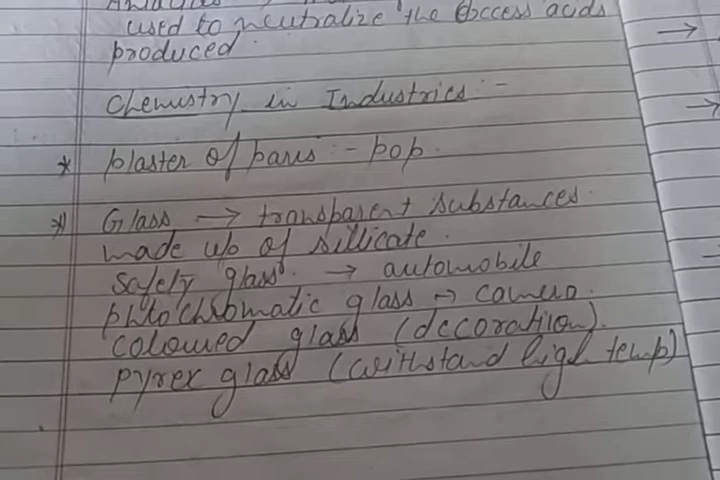 used to neutralize the Excess acids
produced.
Chemistry in Industries :-
* plaster of paris :- pop.
* Glass → transparent substances.
made up of sillicate.
safety glass. → automobile
photochromatic glass →
coloured glass (decoration).
pyrex glass (withstand high temp)